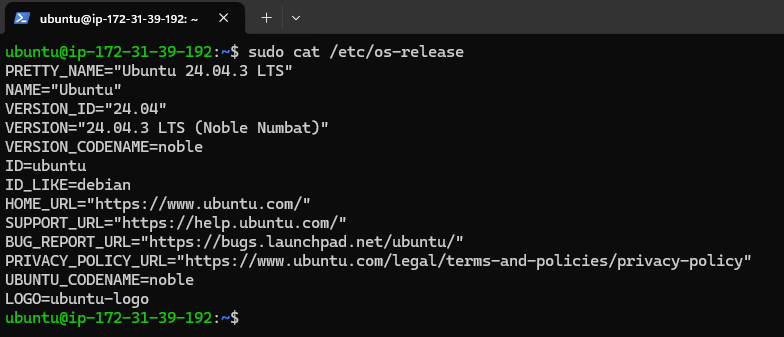 ubuntu@ip-172-31-39-192: ~
ubuntu@ip-172-31-39-192:~$ sudo cat /etc/os-release
PRETTY_NAME="Ubuntu 24.04.3 LTS"
NAME="Ubuntu"
VERSION_ID="24.04"
VERSION="24.04.3 LTS (Noble Numbat)"
VERSION_CODENAME=noble
ID=ubuntu
ID_LIKE=debian
HOME_URL="https://www.ubuntu.com/"
SUPPORT_URL="https://help.ubuntu.com/"
BUG_REPORT_URL="https://bugs.launchpad.net/ubuntu/"
PRIVACY_POLICY_URL="https://www.ubuntu.com/legal/terms-and-policies/privacy-policy"
UBUNTU_CODENAME=noble
LOGO=ubuntu-logo
ubuntu@ip-172-31-39-192:~$